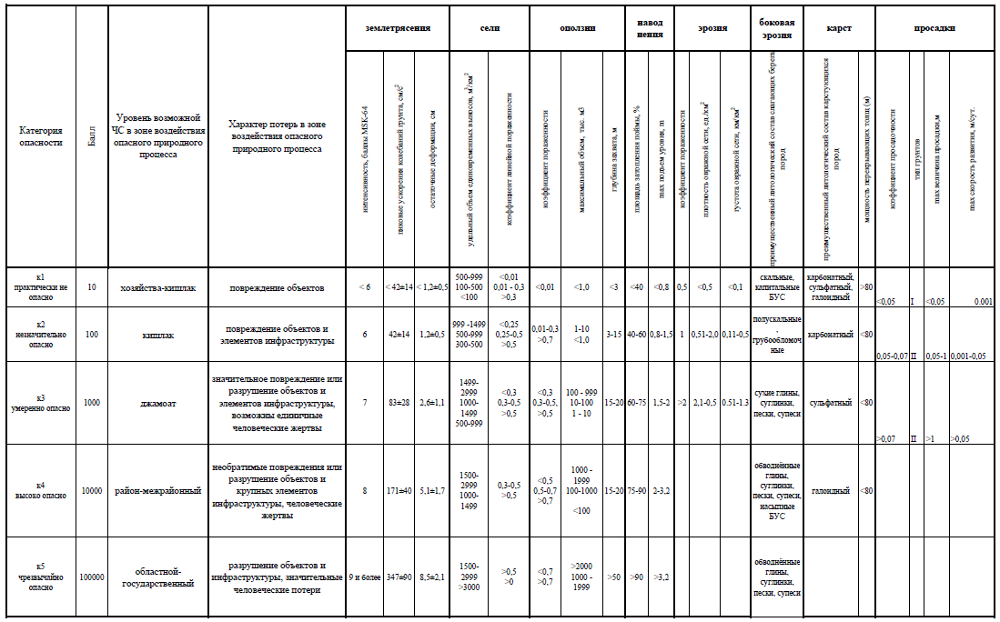 Категория опасности
Балл
Уровень возможной ЧС в зоне воздействия опасного природного процесса
Характер потерь в зоне воздействия опасного природного процесса
землетрясения
сели
оползни
навод нения
эрозия
боковая эрозия
карст
просадки
интенсивность, баллы MSK-64
пиковые ускорения колебаний грунта, см/с²
остаточные деформации, см
удельный объем единовременных выносов, м³/км²
коэффициент линейной пораженности
коэффициент пораженности
максимальный объем, тыс. м3
глубина захвата, м
площадь затопления поймы, %
max подъем уровня, m
коэффициент пораженности
плотность овражной сети, ед./км²
густота овражной сети, км/км²
преимущественный литологический состав слагающих берега пород
преимущественный литологический состав карстующихся пород
мощность перекрывающих толщ (м)
коэффициент просадочности
тип грунтов
max величина просадки,м
max скорость развития, м/сут.
к1
практически не опасно
10
хозяйства-кишлак
повреждение объектов
< 6
< 42±14
< 1,2±0,5
500-999
100-500
<100
<0,01
0,01 - 0,3
>0,3
<0,01
<1,0
<3
<40
<0,8
0,5
<0,5
<0,1
скальные, капитальные БУС
карбонатный, сульфатный, галоидный
>80
<0,05
I
<0,05
0.001
к2
незначительно опасно
100
кишлак
повреждение объектов и элементов инфраструктуры
6
42±14
1,2±0,5
999 -1499
500-999
300-500
<0,25
0,25-0,5
>0,5
0,01-0,3
>0,7
1-10
<1,0
3-15
40-60
0,8-1,5
1
0,51-2,0
0,11-0,5
полускальные, грубообломочные
карбонатный
<80
0,05-0,07
II
0,05-1
0,001-0,05
к3
умеренно опасно
1000
джамоат
значительное повреждение или разрушение объектов и элементов инфраструктуры, возможны единичные человеческие жертвы
7
83±28
2,6±1,1
1499-2999
1000-1499
500-999
<0,3
0,3-0,5
>0,5
<0,3
0,3-0,5,
>0,5
100 - 999
10-100
1 - 10
15-20
60-75
1,5-2
>2
2,1-0,5
0.51-1.3
сухие глины, суглинки, пески, супеси
сульфатный
<80
>0,07
II
>1
>0,05
к4
высоко опасно
10000
район-межрайонный
необратимые повреждения или разрушение объектов и крупных элементов инфраструктуры, человеческие жертвы
8
171±40
5,1±1,7
1500-2999
1000-1499
0,3-0,5
>0,5
<0,5
0,5-0,7
>0,7
1000 - 1999
100-1000
<100
15-20
75-90
2-3,2
обводнённые глины, суглинки, пески, супеси, насыпные БУС
галоидный
<80
к5
чрезвычайно опасно
100000
областной-государственный
разрушение объектов и инфраструктуры, значительные человеческие потери
9 и более
347±90
8,5±2,1
1500-2999
>3000
>0,5
>0
<0,7
>0,7
>2000
1000 - 1999
>50
>90
>3,2
обводнённые глины, суглинки, пески, супеси